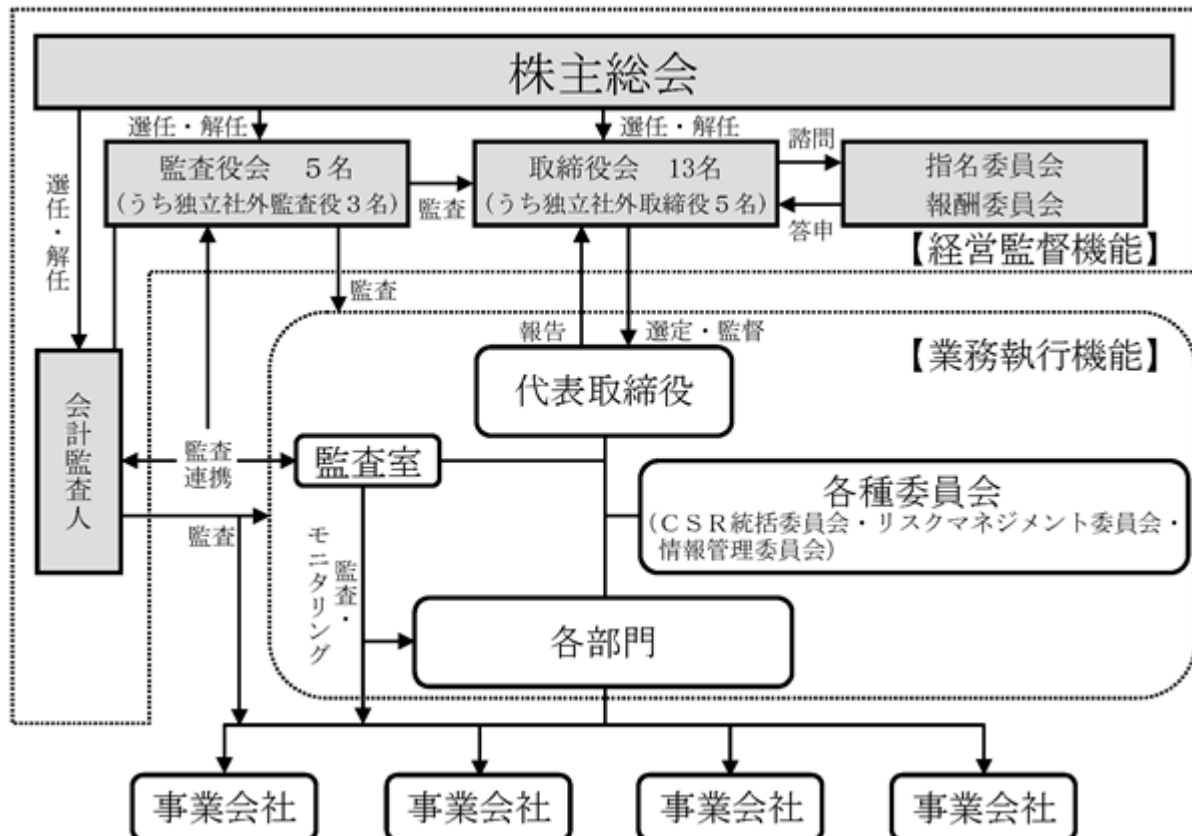 株主総会
選任・解任
選任・解任
選任・解任
監査役会　５名
(うち独立社外監査役３名)
監査
取締役会　13名
(うち独立社外取締役５名)
諮問
答申
指名委員会
報酬委員会
【経営監督機能】
監査
報告
選定・監督
【業務執行機能】
代表取締役
会計監査人
監査
連携
監査室
各種委員会
(ＣＳＲ統括委員会・リスクマネジメント委員会・
情報管理委員会)
監査
監査・
モニタリング
各部門
事業会社
事業会社
事業会社
事業会社